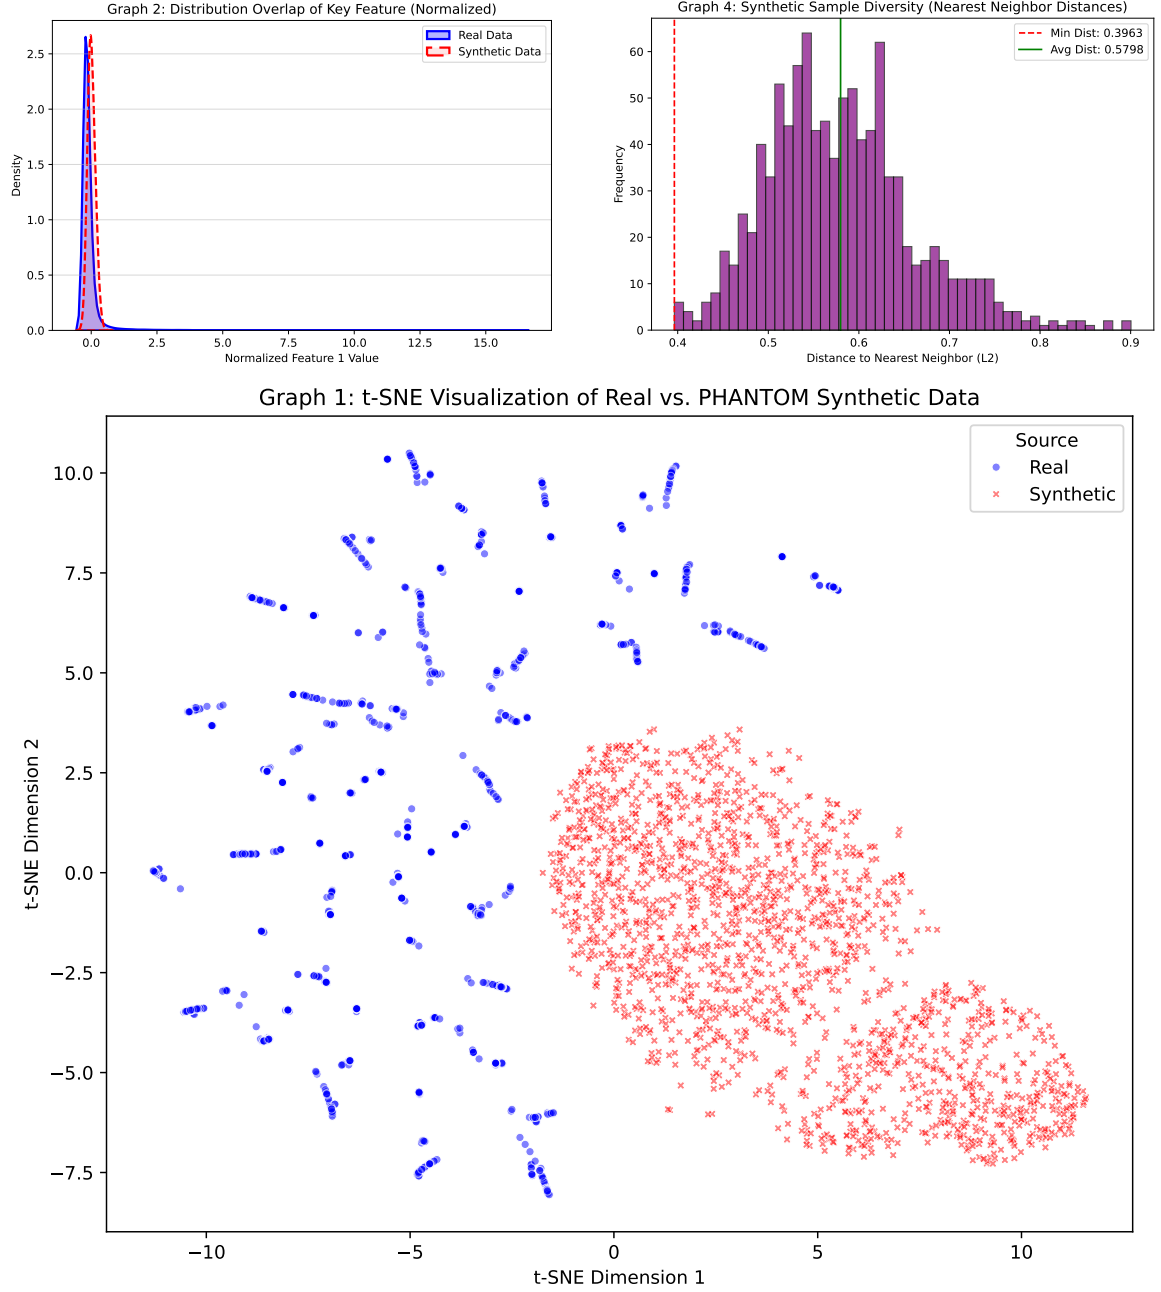 Graph 2: Distribution Overlap of Key Feature (Normalized)
Real Data
Synthetic Data
Density
2.5
2.0
1.5
1.0
0.5
0.0
0.0
2.5
5.0
7.5
10.0
12.5
15.0
Normalized Feature 1 Value
Graph 4: Synthetic Sample Diversity (Nearest Neighbor Distances)
Min Dist: 0.3963
Avg Dist: 0.5798
Frequency
60
50
40
30
20
10
0
0.4
0.5
0.6
0.7
0.8
0.9
Distance to Nearest Neighbor (L2)
Graph 1: t-SNE Visualization of Real vs. PHANTOM Synthetic Data
Source
Real
Synthetic
t-SNE Dimension 2
10.0
7.5
5.0
2.5
0.0
−2.5
−5.0
−7.5
−10
−5
0
5
10
t-SNE Dimension 1